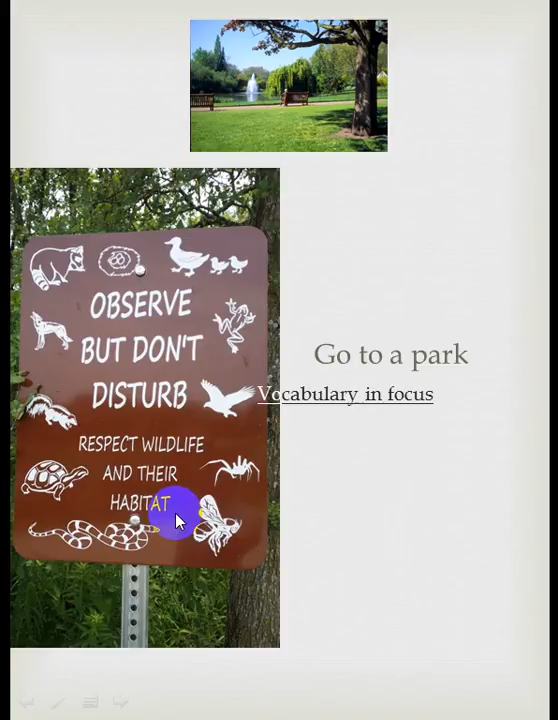 OBSERVE
BUT DON'T
DISTURB
RESPECT WILDLIFE
AND THEIR
HABITAT
Go to a park
Vocabulary in focus